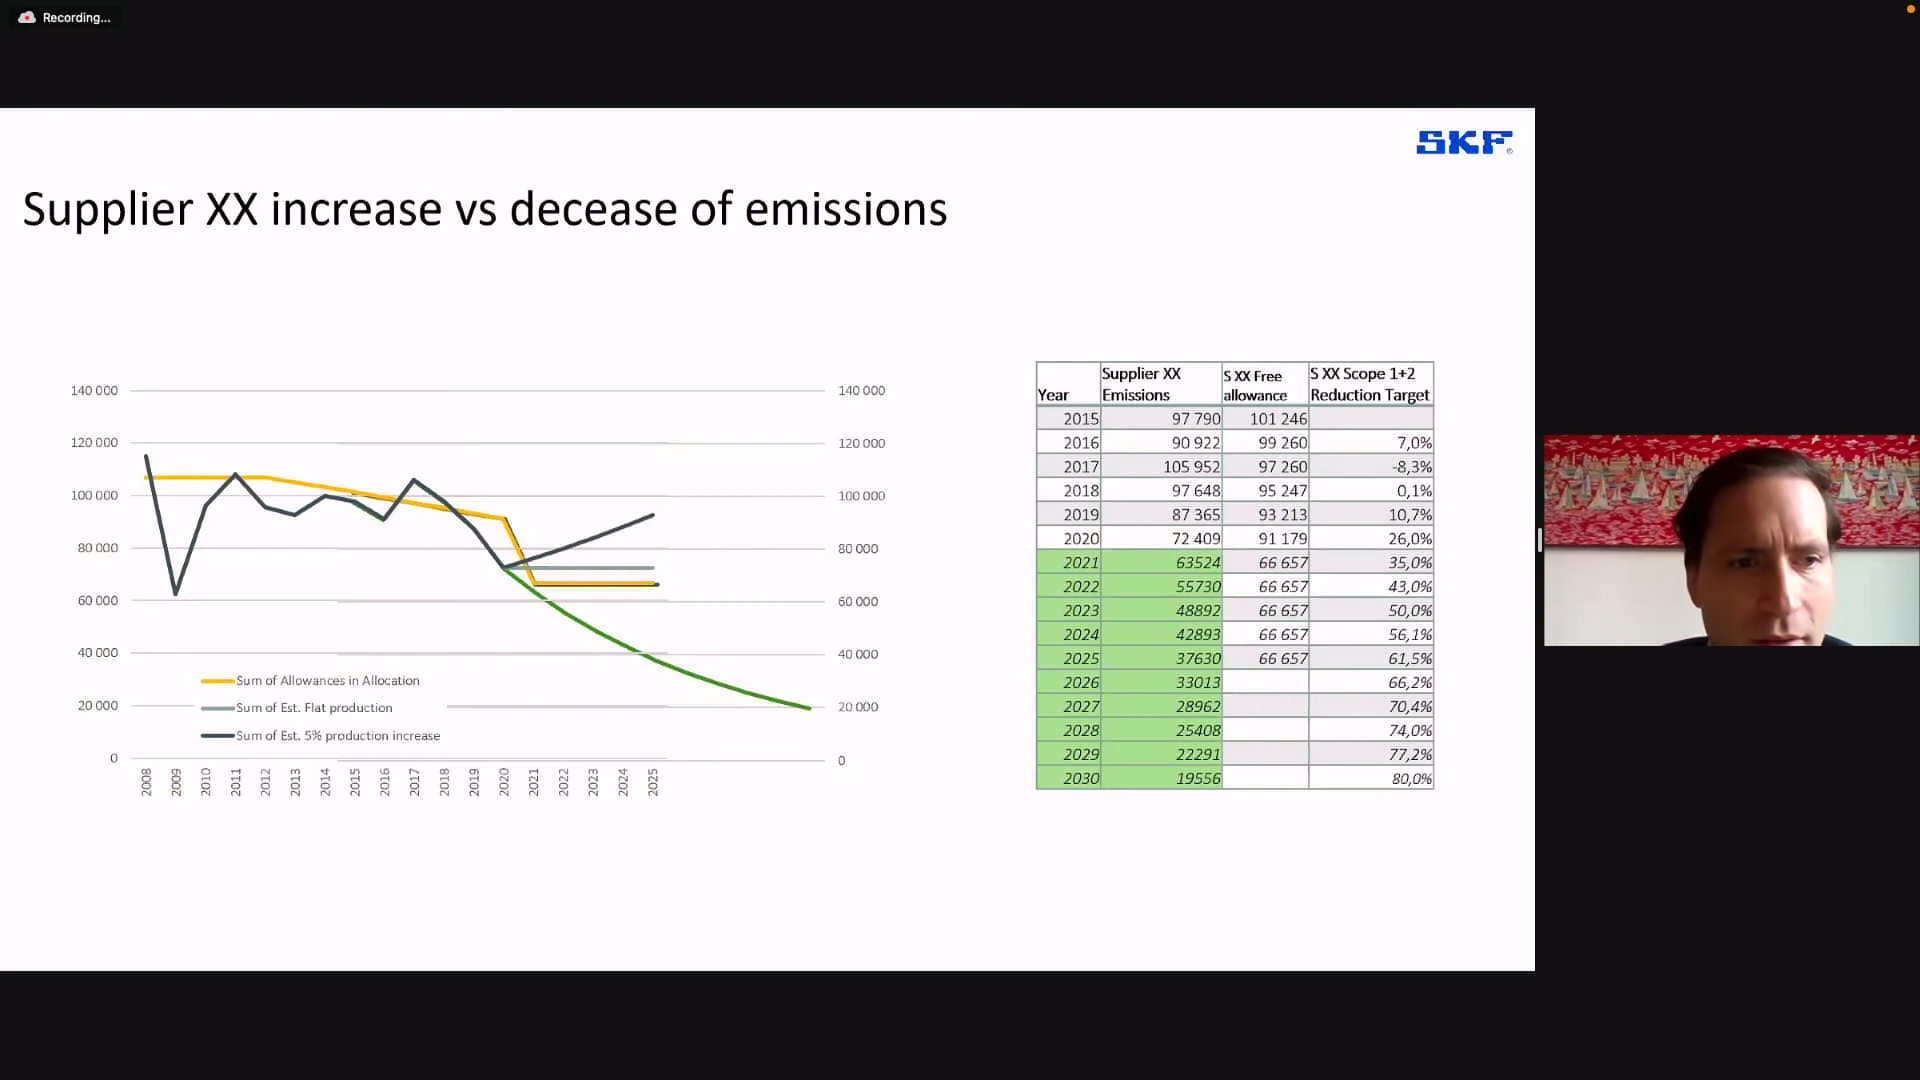 Recording...
SKF
Supplier XX increase vs decease of emissions
140 000
120 000
100 000
80 000
60 000
40 000
20 000
0
140 000
120 000
100 000
80 000
60 000
40 000
20 000
0
Sum of Allowances in Allocation
Sum of Est. Flat production
Sum of Est. 5% production increase
2008 2009 2010 2011 2012 2013 2014 2015 2016 2017 2018 2019 2020 2021 2022 2023 2024 2025
Year Supplier XX Emissions S XX Free allowance S XX Scope 1+2 Reduction Target
2015 97 790 101 246
2016 90 922 99 260 7,0%
2017 105 952 97 260 -8,3%
2018 97 648 95 247 0,1%
2019 87 365 93 213 10,7%
2020 72 409 91 179 26,0%
2021 63524 66 657 35,0%
2022 55730 66 657 43,0%
2023 48892 66 657 50,0%
2024 42893 66 657 56,1%
2025 37630 66 657 61,5%
2026 33013 66,2%
2027 28962 70,4%
2028 25408 74,0%
2029 22291 77,2%
2030 19556 80,0%